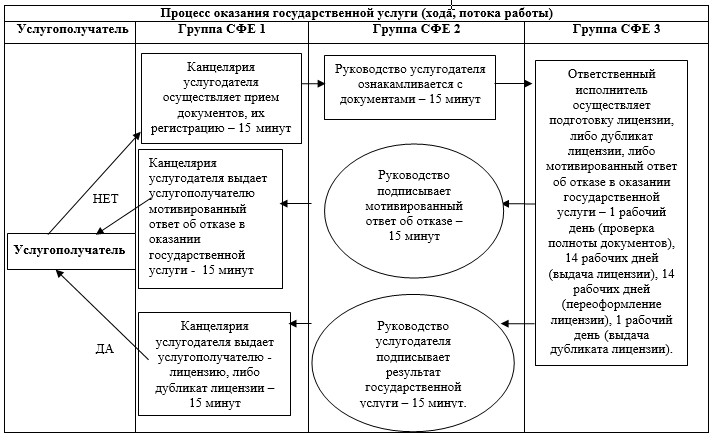 Процесс оказания государственной услуги (хода, потока работы)
Услугополучатель
Группа СФЕ 1
Группа СФЕ 2
Группа СФЕ 3
Канцелярия
услугодателя
осуществляет прием
документов, их
регистрацию – 15 минут
Руководство услугодателя
ознакамливается с
документами – 15 минут
Ответственный
исполнитель
осуществляет
подготовку лицензии,
либо дубликат
лицензии, либо
мотивированный ответ
об отказе в оказании
государственной
услуги – 1 рабочий
день (проверка
полноты документов),
14 рабочих дней
(выдача лицензии), 14
рабочих дней
(переоформление
лицензии), 1 рабочий
день (выдача
дубликата лицензии).
НЕТ
Канцелярия
услугодателя выдает
услугополучателю
мотивированный
ответ об отказе в
оказании
государственной
услуги - 15 минут
Руководство
подписывает
мотивированный
ответ об отказе –
15 минут
Услугополучатель
ДА
Канцелярия
услугодателя выдает
услугополучателю -
лицензию, либо
дубликат лицензии –
15 минут
Руководство
услугодателя
подписывает
результат
государственной
услуги – 15 минут.